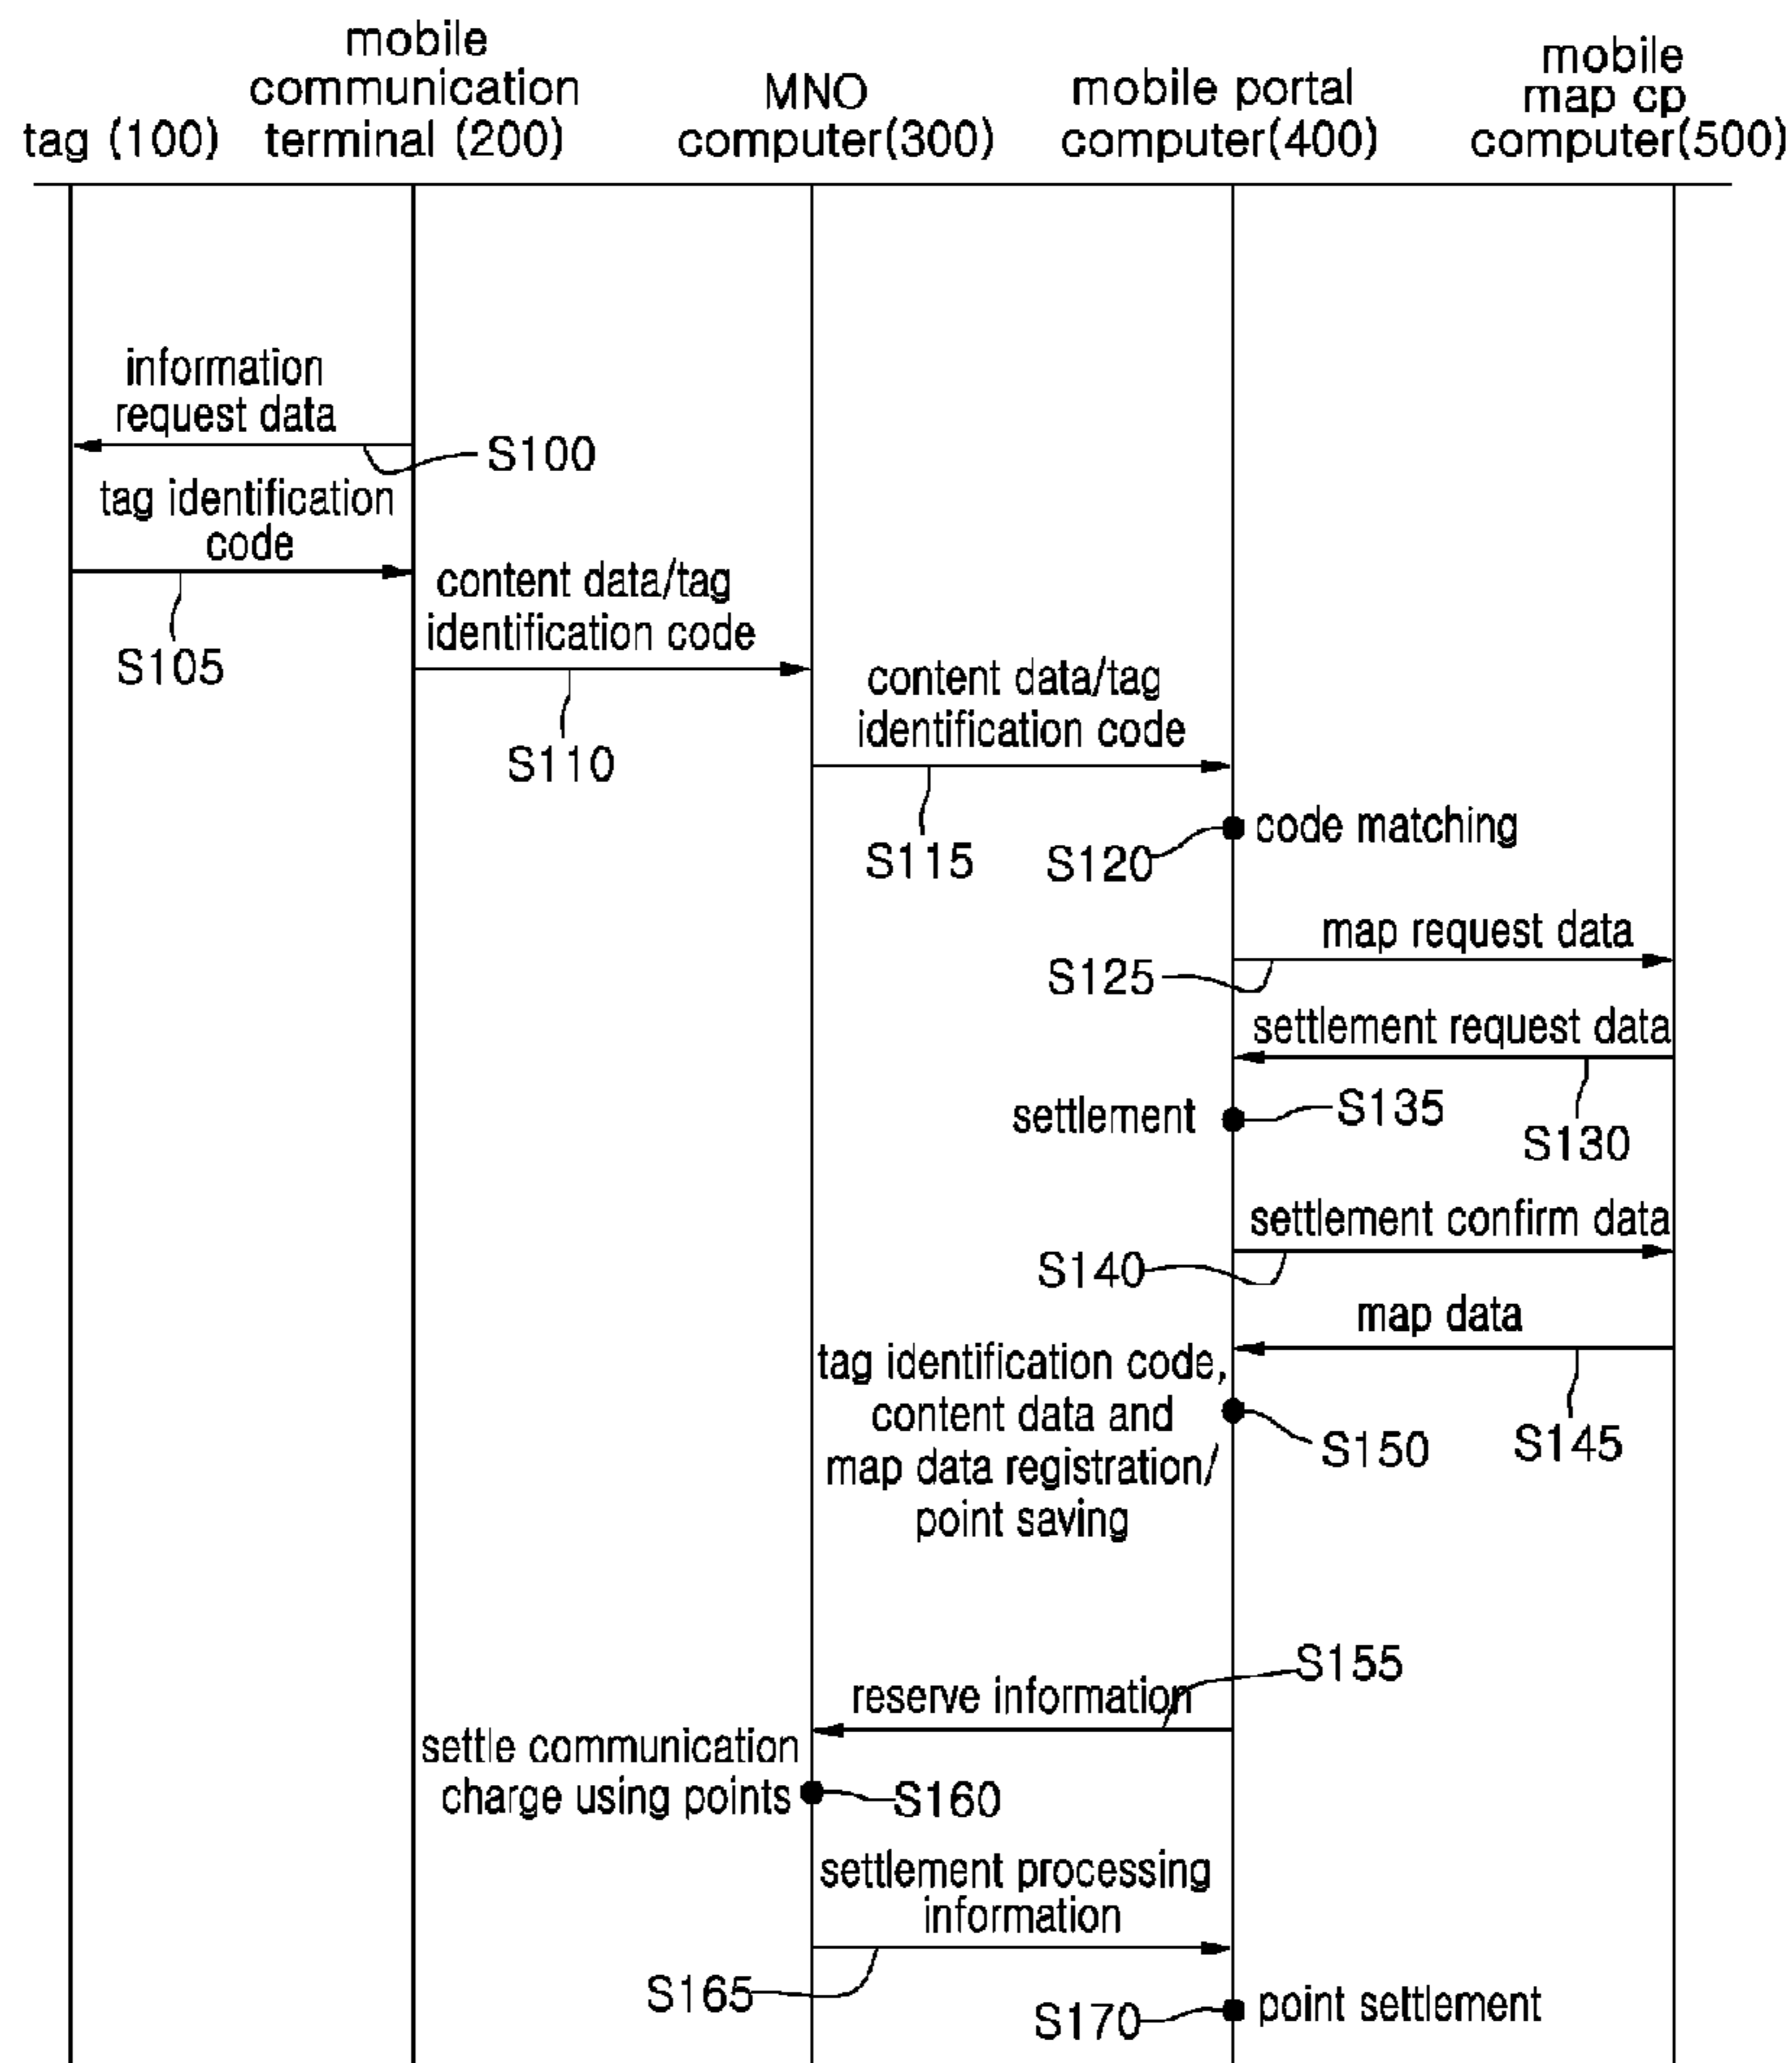 mobile
communication
terminal (200)
tag (100)
MNO
computer(300)
mobile portal
computer(400)
mobile
map cp
computer(500)
information
request data
S100
tag identification
code
S105
content data/tag
identification code
S110
content data/tag
identification code
S115
code matching
S120
map request data
S125
settlement request data
S130
settlement
S135
settlement confirm data
S140
map data
S145
tag identification code,
content data and
map data registration/
point saving
S150
S155
reserve information
settle communication
charge using points
S160
settlement processing
information
S165
point settlement
S170